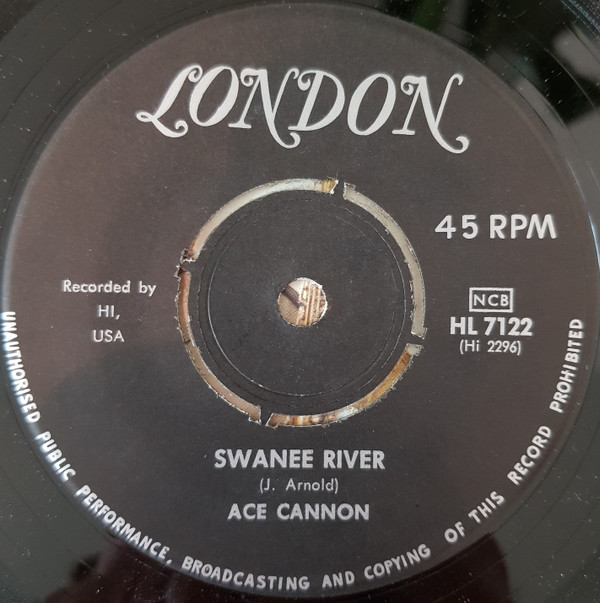 LONDON
45 RPM
Recorded by
HI,
USA
NCB
HL 7122
(Hi 2296)
SWANEE RIVER
(J. Arnold)
ACE CANNON
UNAUTHORISED PUBLIC PERFORMANCE, BROADCASTING AND COPYING OF THIS RECORD PROHIBITED